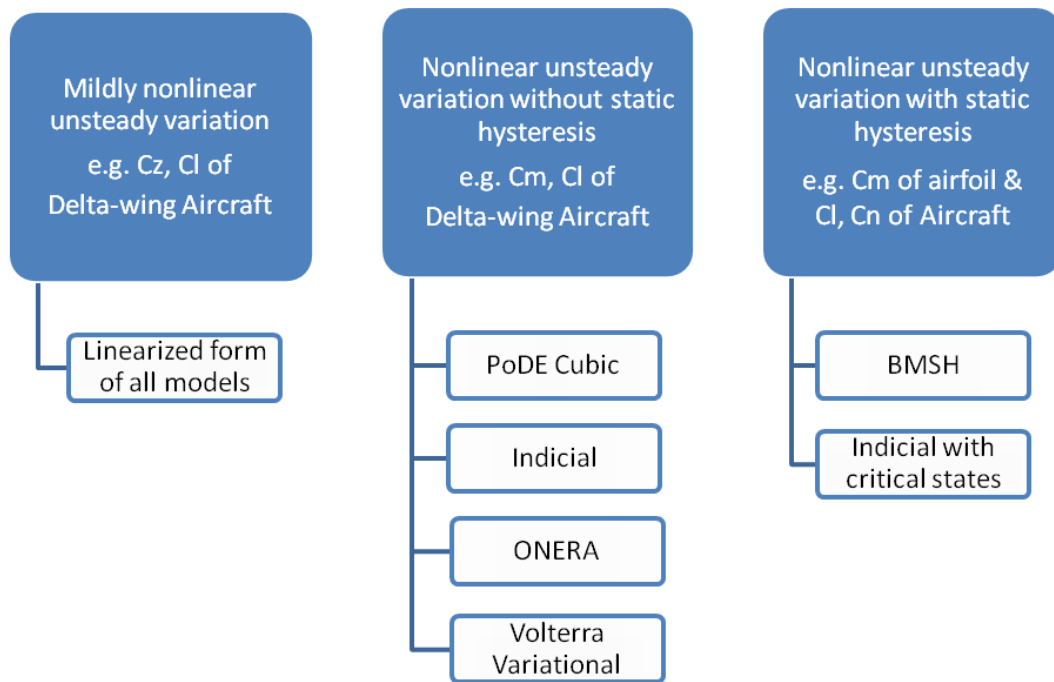 Mildly nonlinear
unsteady variation
e.g. Cz, Cl of
Delta-wing Aircraft
Linearized form
of all models
Nonlinear unsteady
variation without static
hysteresis
e.g. Cm, Cl of
Delta-wing Aircraft
PoDE Cubic
Indicial
ONERA
Volterra
Variational
Nonlinear unsteady
variation with static
hysteresis
e.g. Cm of airfoil &
Cl, Cn of Aircraft
BMSH
Indicial with
critical states